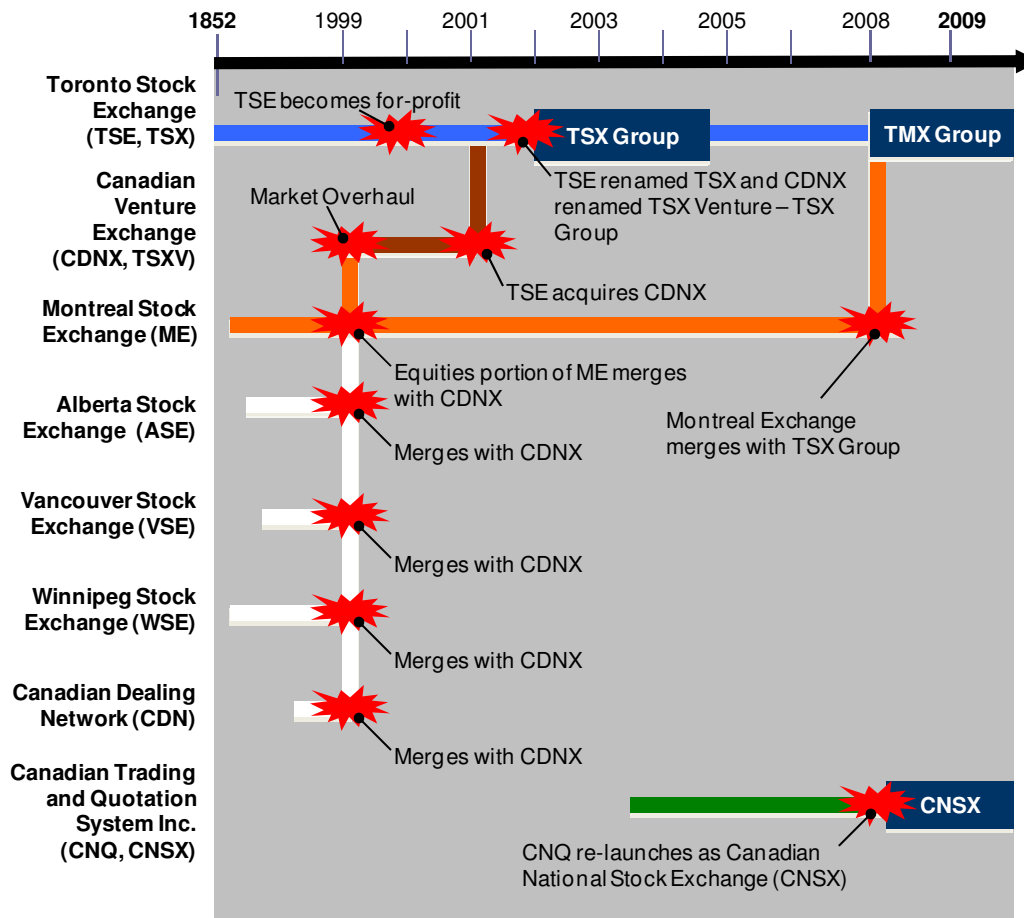 1852 1999 2001 2003 2005 2008 2009
Toronto Stock
Exchange
(TSE, TSX)
TSE becomes for-profit
TSX Group
TMX Group
Canadian
Venture
Exchange
(CDNX, TSXV)
Market Overhaul
TSE renamed TSX and CDNX
renamed TSX Venture – TSX
Group
TSE acquires CDNX
Montreal Stock
Exchange (ME)
Equities portion of ME merges
with CDNX
Montreal Exchange
merges with TSX Group
Alberta Stock
Exchange (ASE)
Merges with CDNX
Vancouver Stock
Exchange (VSE)
Merges with CDNX
Winnipeg Stock
Exchange (WSE)
Merges with CDNX
Canadian Dealing
Network (CDN)
Merges with CDNX
Canadian Trading
and Quotation
System Inc.
(CNQ, CNSX)
CNSX
CNQ re-launches as Canadian
National Stock Exchange (CNSX)